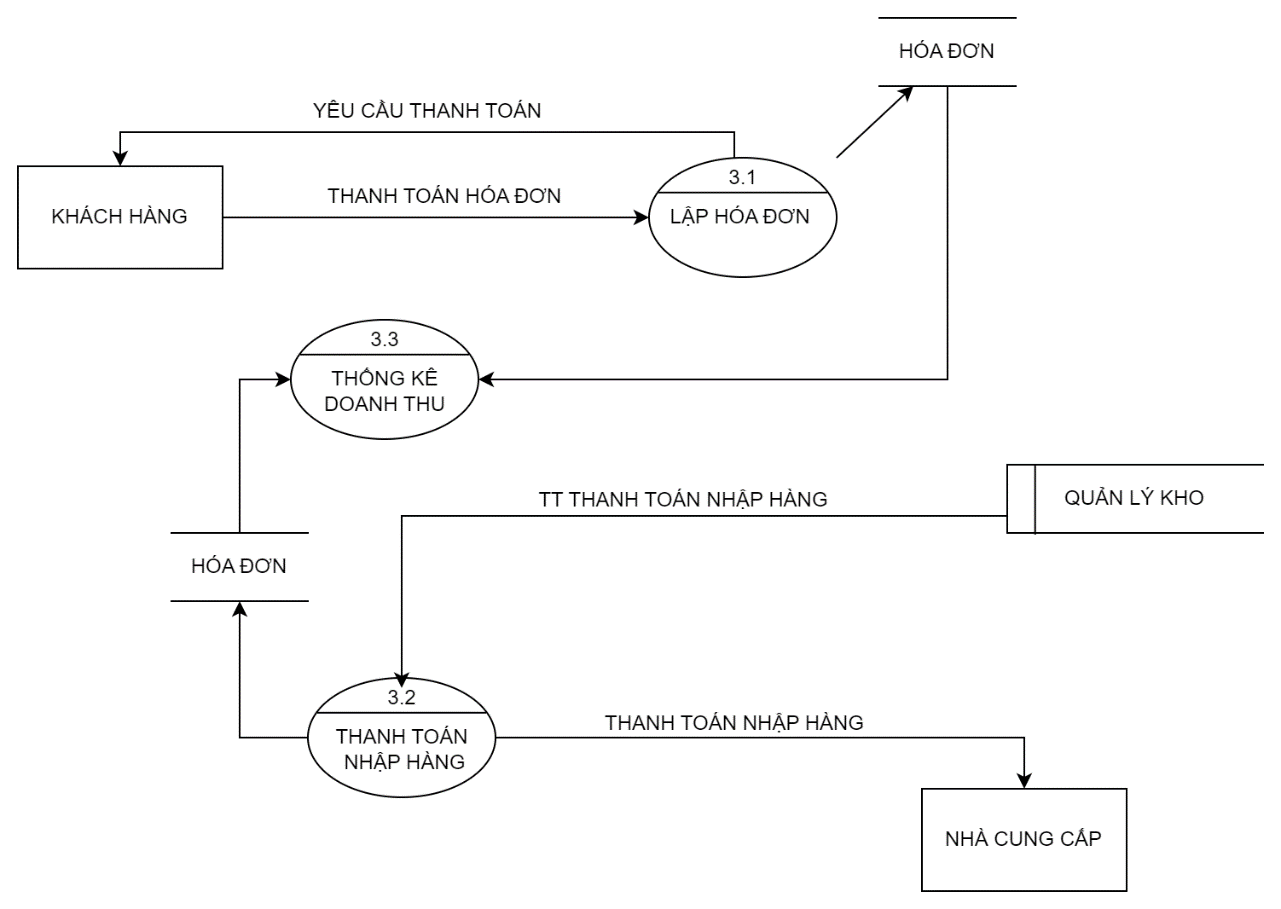 HÓA ĐƠN
YÊU CẦU THANH TOÁN
3.1
THANH TOÁN HÓA ĐƠN
KHÁCH HÀNG
LẬP HÓA ĐƠN
3.3
THỐNG KÊ
DOANH THU
TT THANH TOÁN NHẬP HÀNG
QUẢN LÝ KHO
HÓA ĐƠN
3.2
THANH TOÁN
NHẬP HÀNG
THANH TOÁN NHẬP HÀNG
NHÀ CUNG CẤP